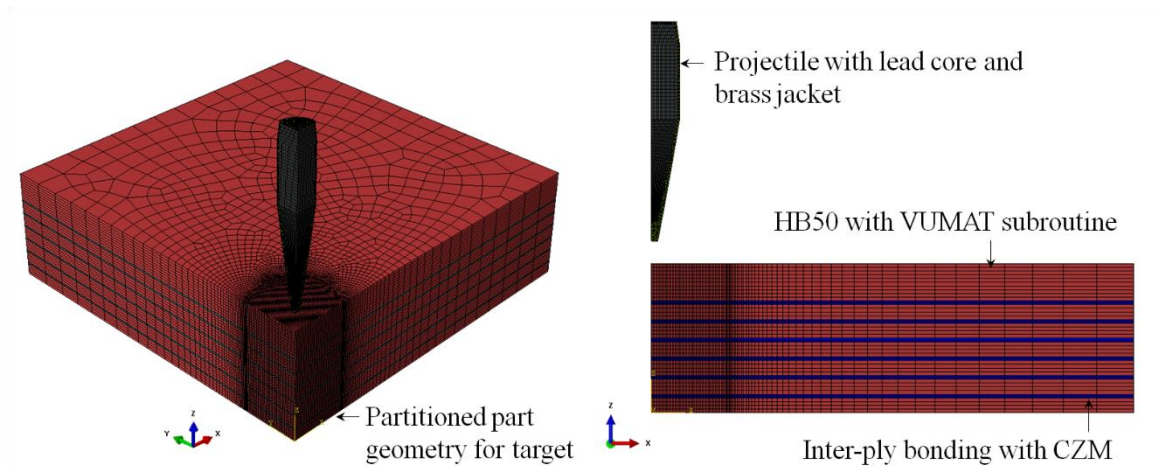 Projectile with lead core and
brass jacket
HB50 with VUMAT subroutine
Z
Y
X
Partitioned part
geometry for target
Z
X
Inter-ply bonding with CZM